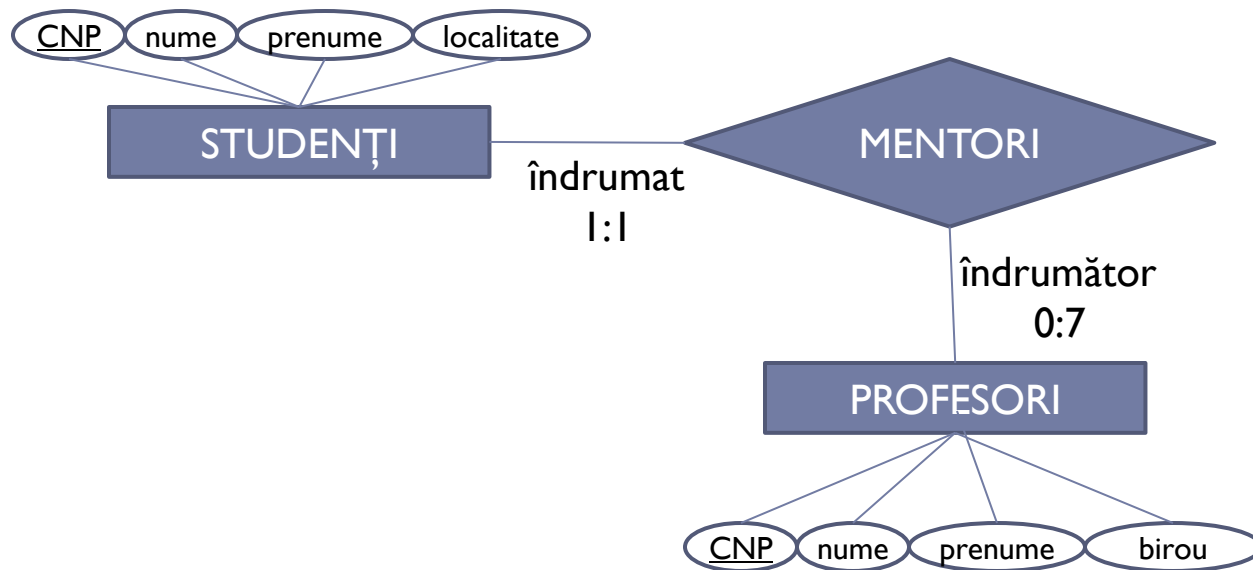 CNP nume prenume localitate
STUDENȚI
MENTORI
îndrumat
1:1
îndrumător
0:7
PROFESORI
CNP nume prenume birou